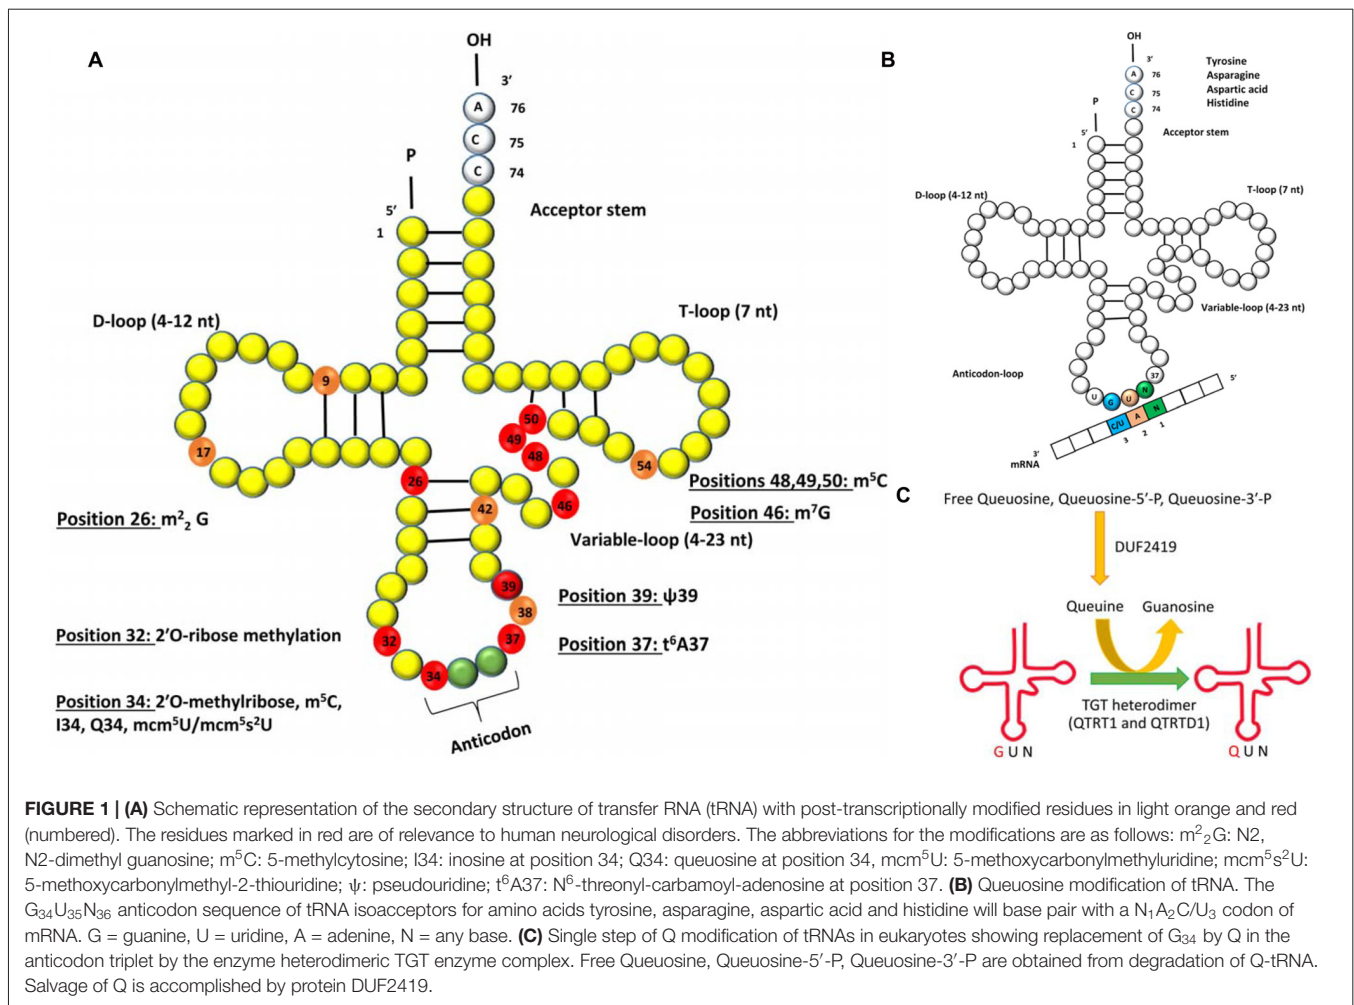 A
OH
3′
A 76
C 75
C 74
P
5′
1
Acceptor stem
D-loop (4-12 nt)
T-loop (7 nt)
9
17
50
49
48
54
26
42
46
Positions 48,49,50: m⁵C
Position 26: m²₂ G
Position 46: m⁷G
Variable-loop (4-23 nt)
39
Position 39: ψ39
38
Position 32: 2′O-ribose methylation
32
37
Position 37: t⁶A37
34
Position 34: 2′O-methylribose, m⁵C,
I34, Q34, mcm⁵U/mcm⁵s²U
Anticodon
B
OH
3′
A 76
C 75
C 74
Tyrosine
Asparagine
Aspartic acid
Histidine
P
5′
1
Acceptor stem
D-loop (4-12 nt)
T-loop (7 nt)
Variable-loop (4-23 nt)
Anticodon-loop
37
U G U N
5′
C/U A N
3 2 1
3′
mRNA
C
Free Queuosine, Queuosine-5′-P, Queuosine-3′-P
DUF2419
Queuine Guanosine
TGT heterodimer
(QTRT1 and QTRTD1)
G U N
Q U N
FIGURE 1 | (A) Schematic representation of the secondary structure of transfer RNA (tRNA) with post-transcriptionally modified residues in light orange and red
(numbered). The residues marked in red are of relevance to human neurological disorders. The abbreviations for the modifications are as follows: m²₂G: N2,
N2-dimethyl guanosine; m⁵C: 5-methylcytosine; I34: inosine at position 34; Q34: queuosine at position 34, mcm⁵U: 5-methoxycarbonylmethyluridine; mcm⁵s²U:
5-methoxycarbonylmethyl-2-thiouridine; ψ: pseudouridine; t⁶A37: N⁶-threonyl-carbamoyl-adenosine at position 37. (B) Queuosine modification of tRNA. The
G₃₄U₃₅N₃₆ anticodon sequence of tRNA isoacceptors for amino acids tyrosine, asparagine, aspartic acid and histidine will base pair with a N₁A₂C/U₃ codon of
mRNA. G = guanine, U = uridine, A = adenine, N = any base. (C) Single step of Q modification of tRNAs in eukaryotes showing replacement of G₃₄ by Q in the
anticodon triplet by the enzyme heterodimeric TGT enzyme complex. Free Queuosine, Queuosine-5′-P, Queuosine-3′-P are obtained from degradation of Q-tRNA.
Salvage of Q is accomplished by protein DUF2419.